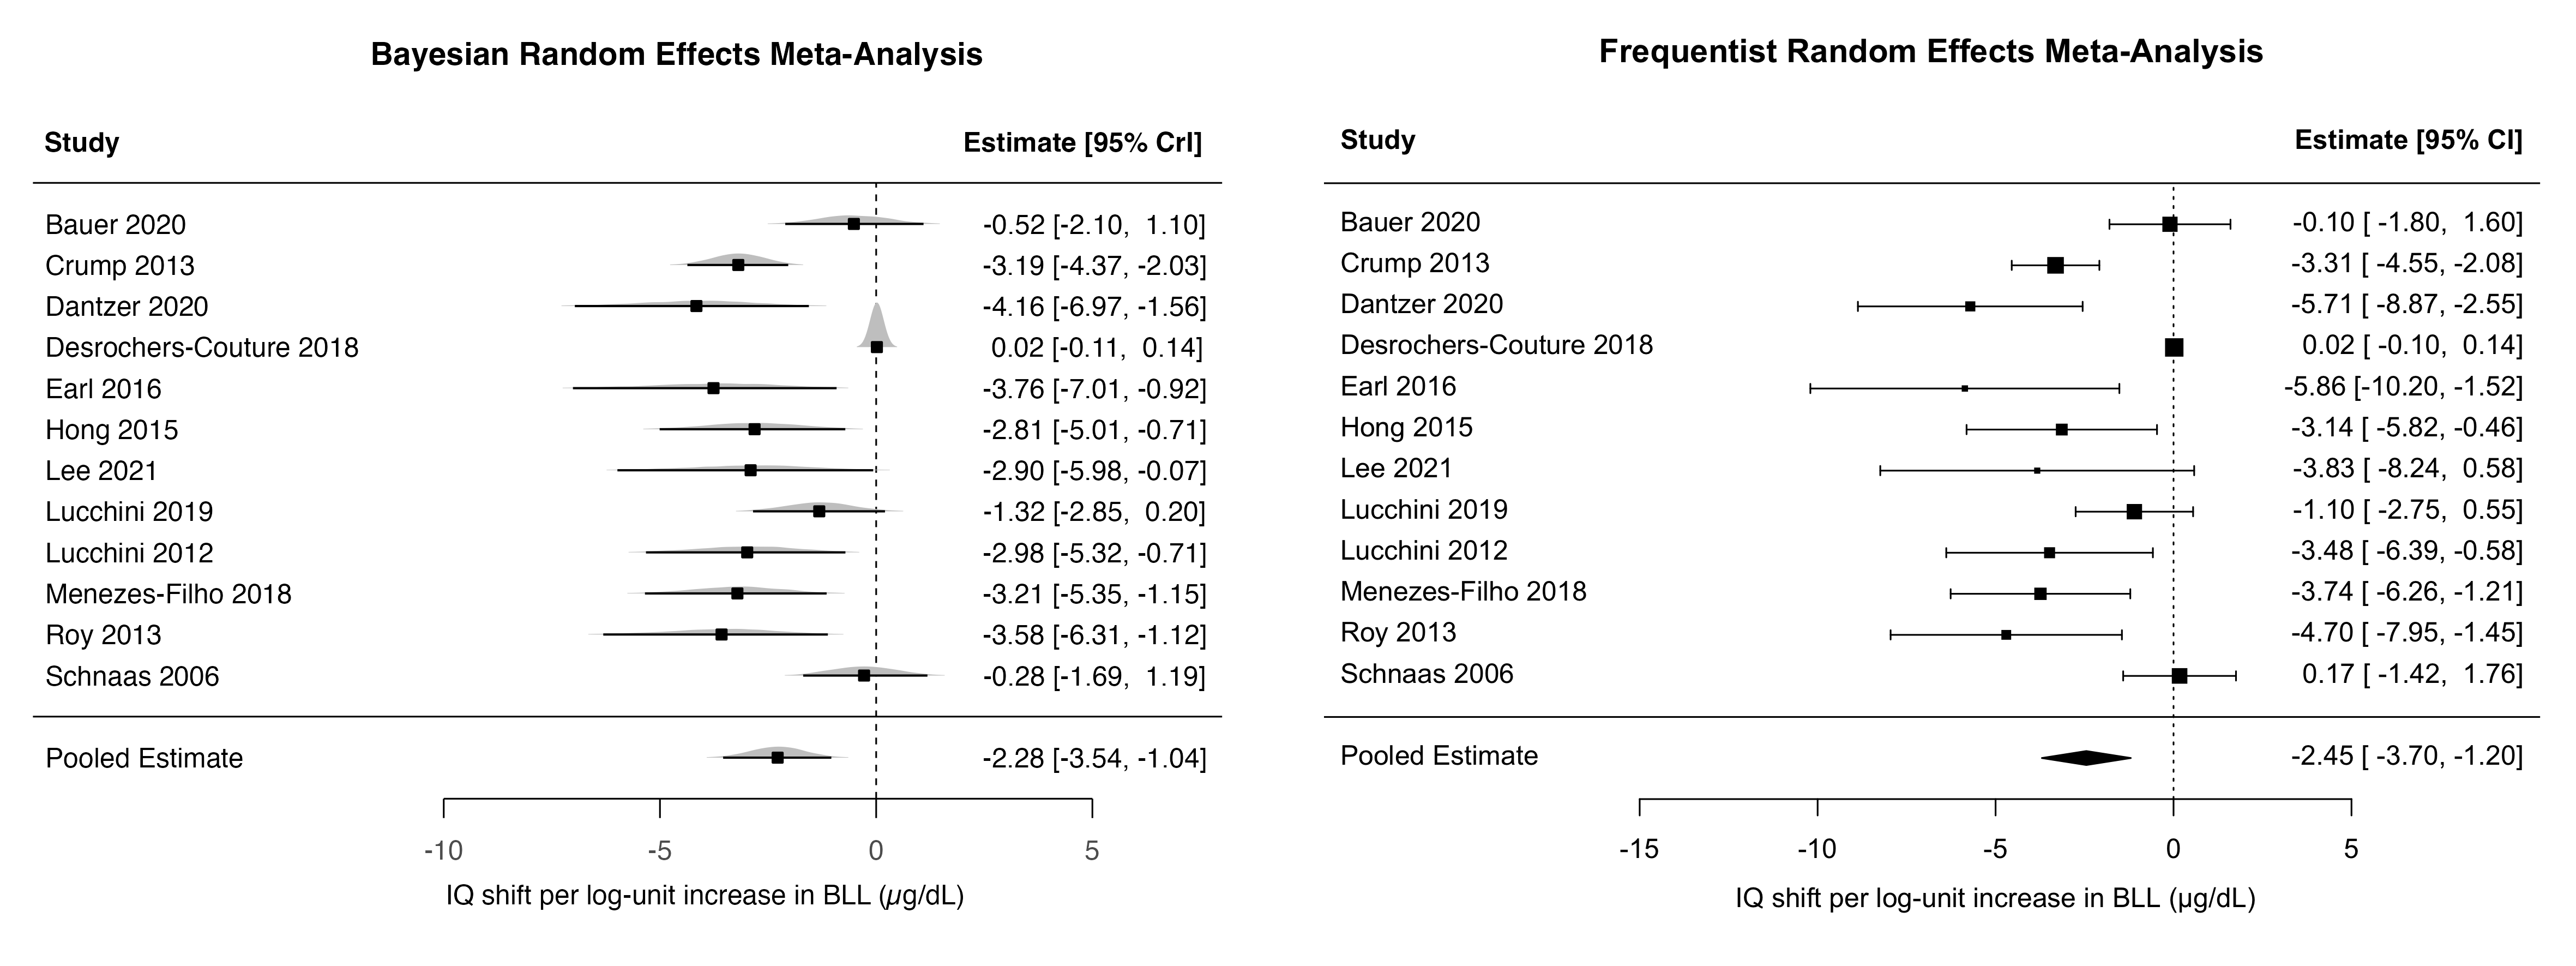 Bayesian Random Effects Meta-Analysis
Study Estimate [95% CrI]
Bauer 2020 -0.52 [-2.10, 1.10]
Crump 2013 -3.19 [-4.37, -2.03]
Dantzer 2020 -4.16 [-6.97, -1.56]
Desrochers-Couture 2018 0.02 [-0.11, 0.14]
Earl 2016 -3.76 [-7.01, -0.92]
Hong 2015 -2.81 [-5.01, -0.71]
Lee 2021 -2.90 [-5.98, -0.07]
Lucchini 2019 -1.32 [-2.85, 0.20]
Lucchini 2012 -2.98 [-5.32, -0.71]
Menezes-Filho 2018 -3.21 [-5.35, -1.15]
Roy 2013 -3.58 [-6.31, -1.12]
Schnaas 2006 -0.28 [-1.69, 1.19]
Pooled Estimate -2.28 [-3.54, -1.04]
-10 -5 0 5
IQ shift per log-unit increase in BLL (µg/dL)
Frequentist Random Effects Meta-Analysis
Study Estimate [95% CI]
Bauer 2020 -0.10 [ -1.80, 1.60]
Crump 2013 -3.31 [ -4.55, -2.08]
Dantzer 2020 -5.71 [ -8.87, -2.55]
Desrochers-Couture 2018 0.02 [ -0.10, 0.14]
Earl 2016 -5.86 [-10.20, -1.52]
Hong 2015 -3.14 [ -5.82, -0.46]
Lee 2021 -3.83 [ -8.24, 0.58]
Lucchini 2019 -1.10 [ -2.75, 0.55]
Lucchini 2012 -3.48 [ -6.39, -0.58]
Menezes-Filho 2018 -3.74 [ -6.26, -1.21]
Roy 2013 -4.70 [ -7.95, -1.45]
Schnaas 2006 0.17 [ -1.42, 1.76]
Pooled Estimate -2.45 [ -3.70, -1.20]
-15 -10 -5 0 5
IQ shift per log-unit increase in BLL (µg/dL)